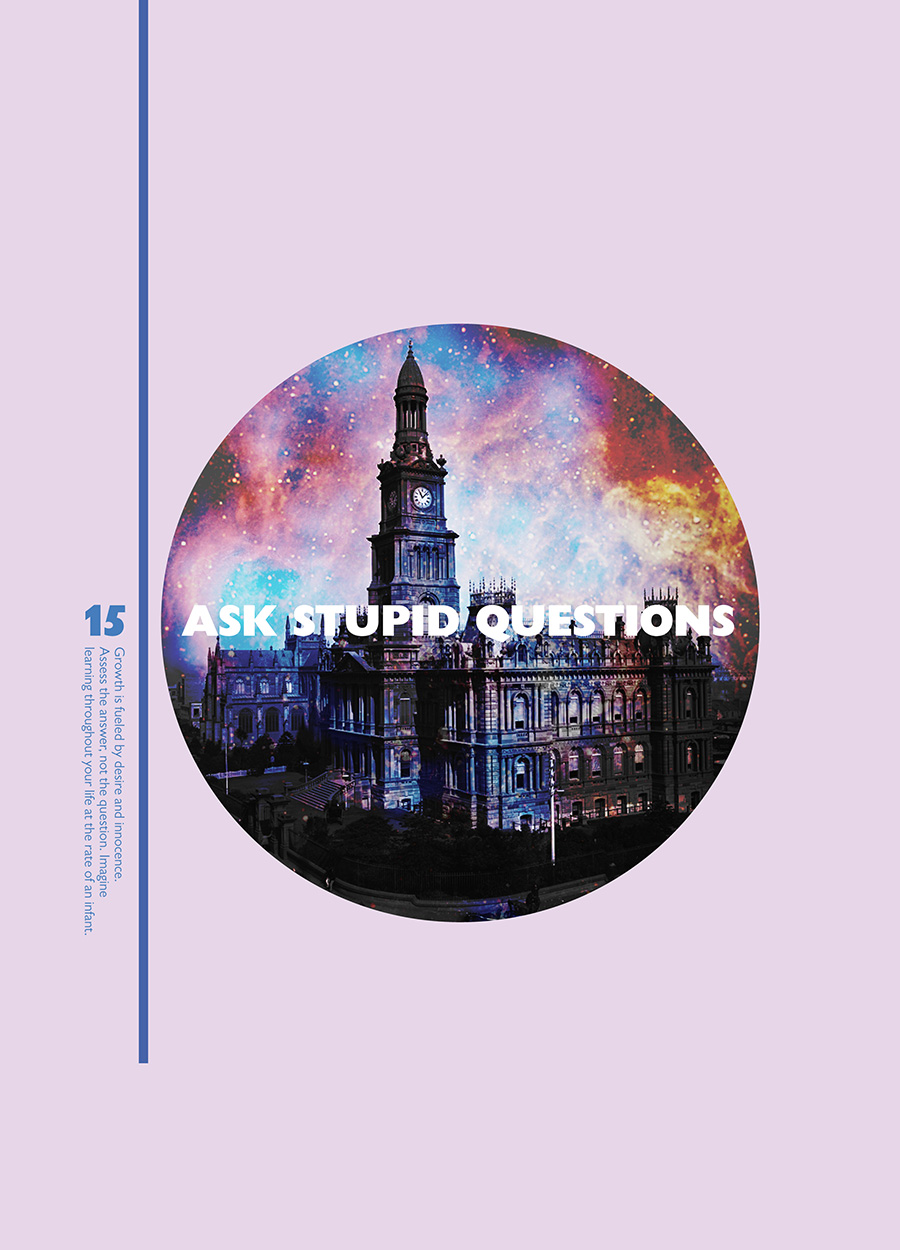 ASK STUPID QUESTIONS
15
Growth is fueled by desire and innocence.
Assess the answer, not the question. Imagine
learning throughout your life at the rate of an infant.